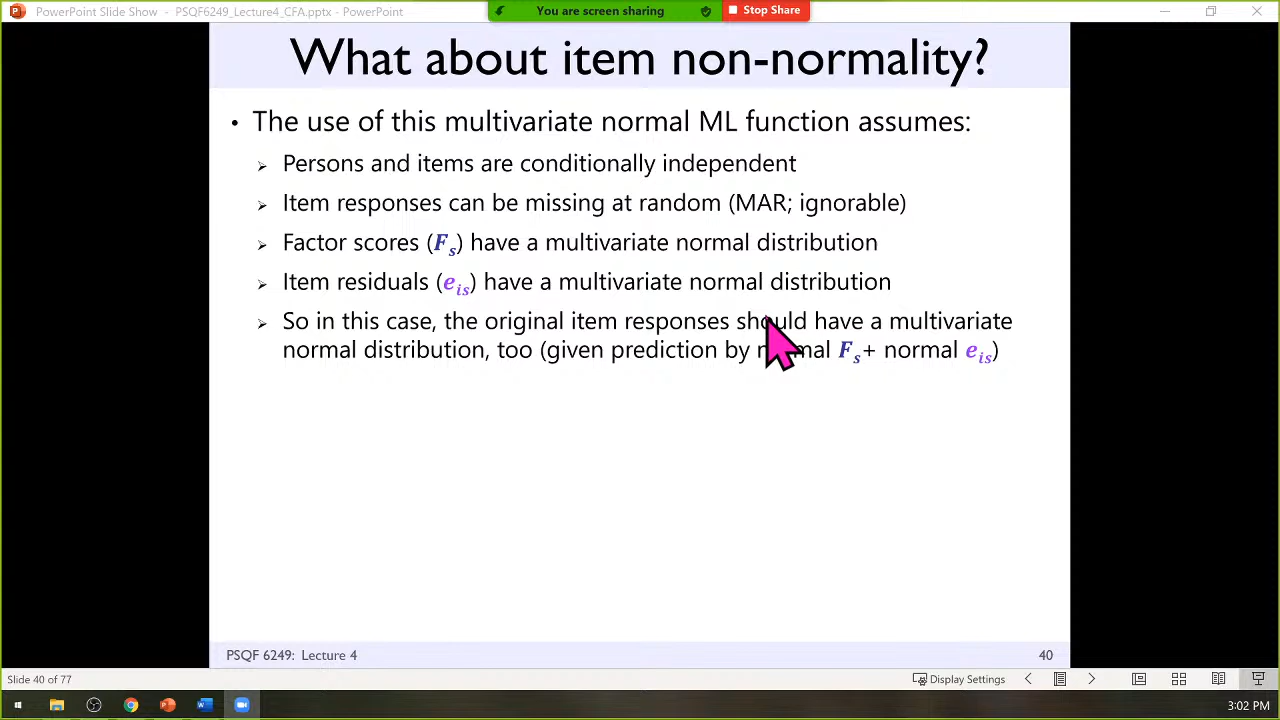 PowerPoint Slide Show - PSQF6249_Lecture4_CFA.pptx - PowerPoint
You are screen sharing
Stop Share
What about item non-normality?
• The use of this multivariate normal ML function assumes:
➢ Persons and items are conditionally independent
➢ Item responses can be missing at random (MAR; ignorable)
➢ Factor scores (Fs) have a multivariate normal distribution
➢ Item residuals (eis) have a multivariate normal distribution
➢ So in this case, the original item responses should have a multivariate
normal distribution, too (given prediction by normal Fs+ normal eis)
PSQF 6249: Lecture 4
40
Slide 40 of 77
Display Settings
3:02 PM